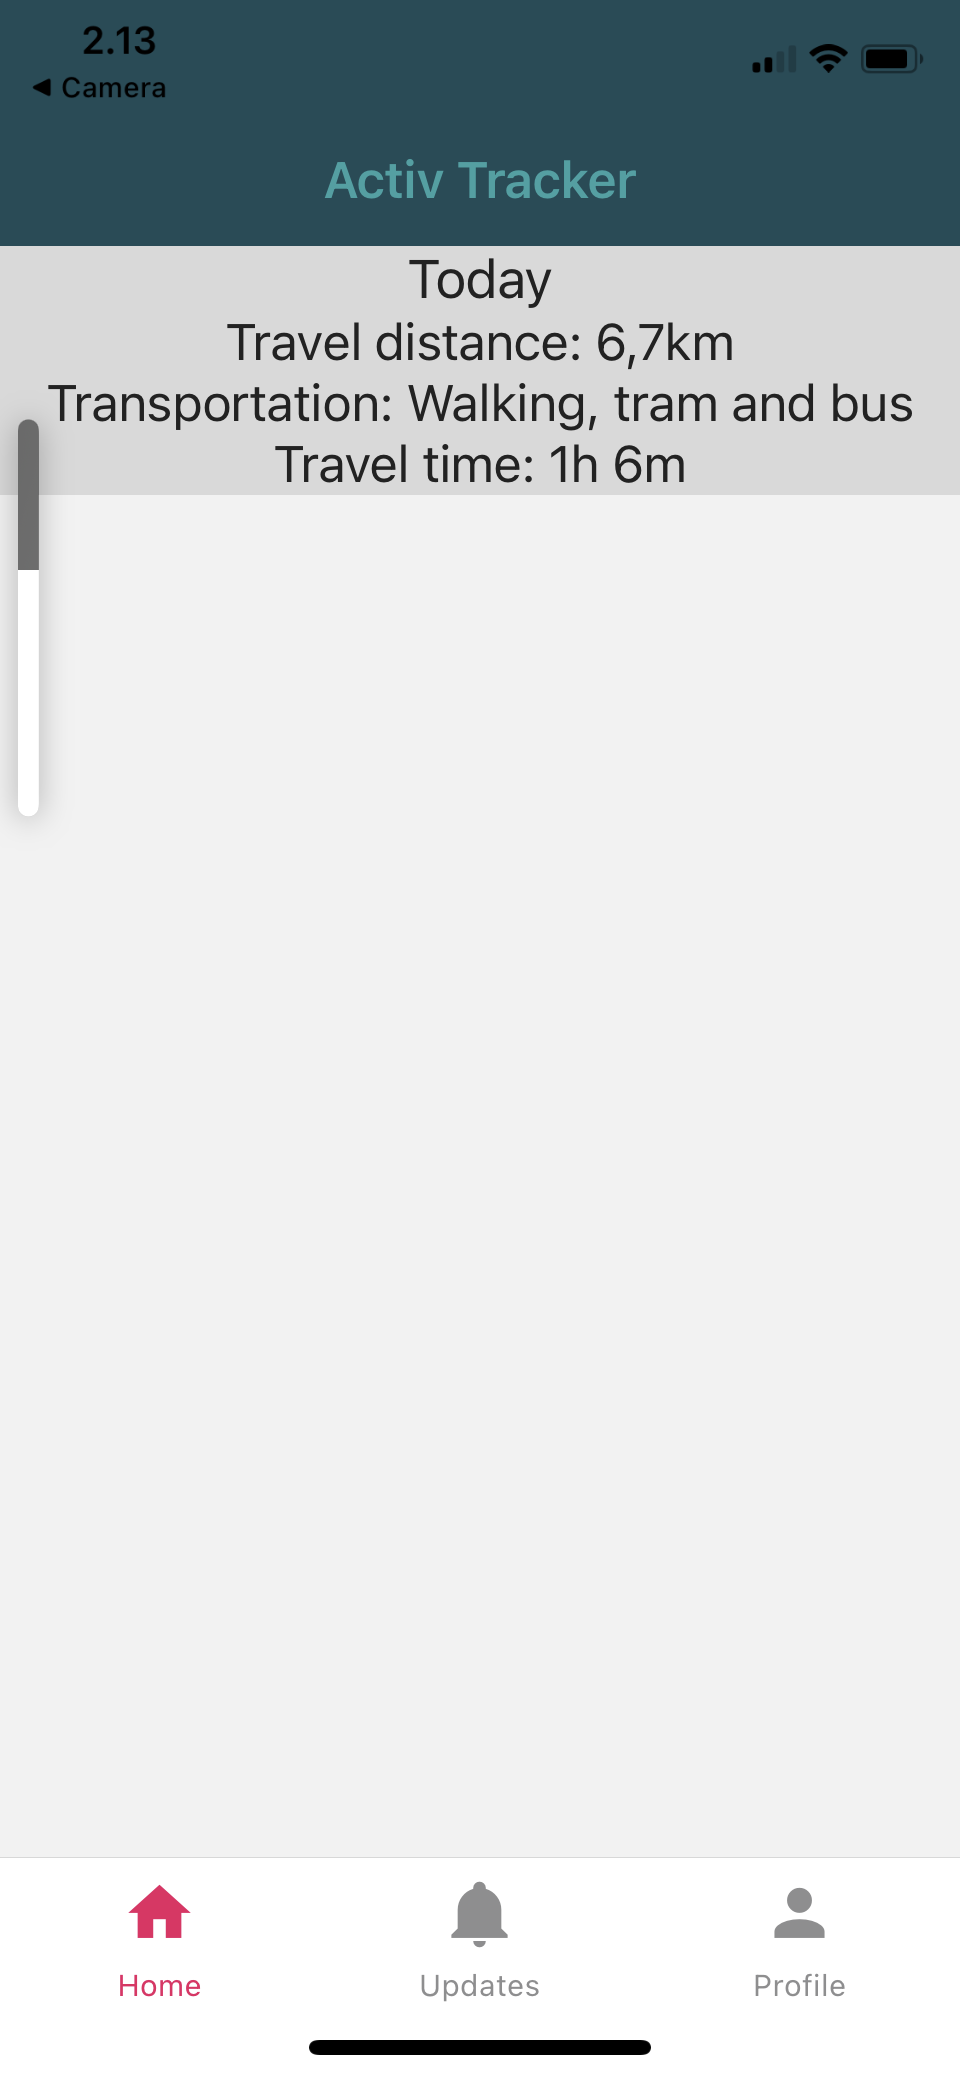 2.13
Camera
Activ Tracker
Today
Travel distance: 6,7km
Transportation: Walking, tram and bus
Travel time: 1h 6m
Home
Updates
Profile